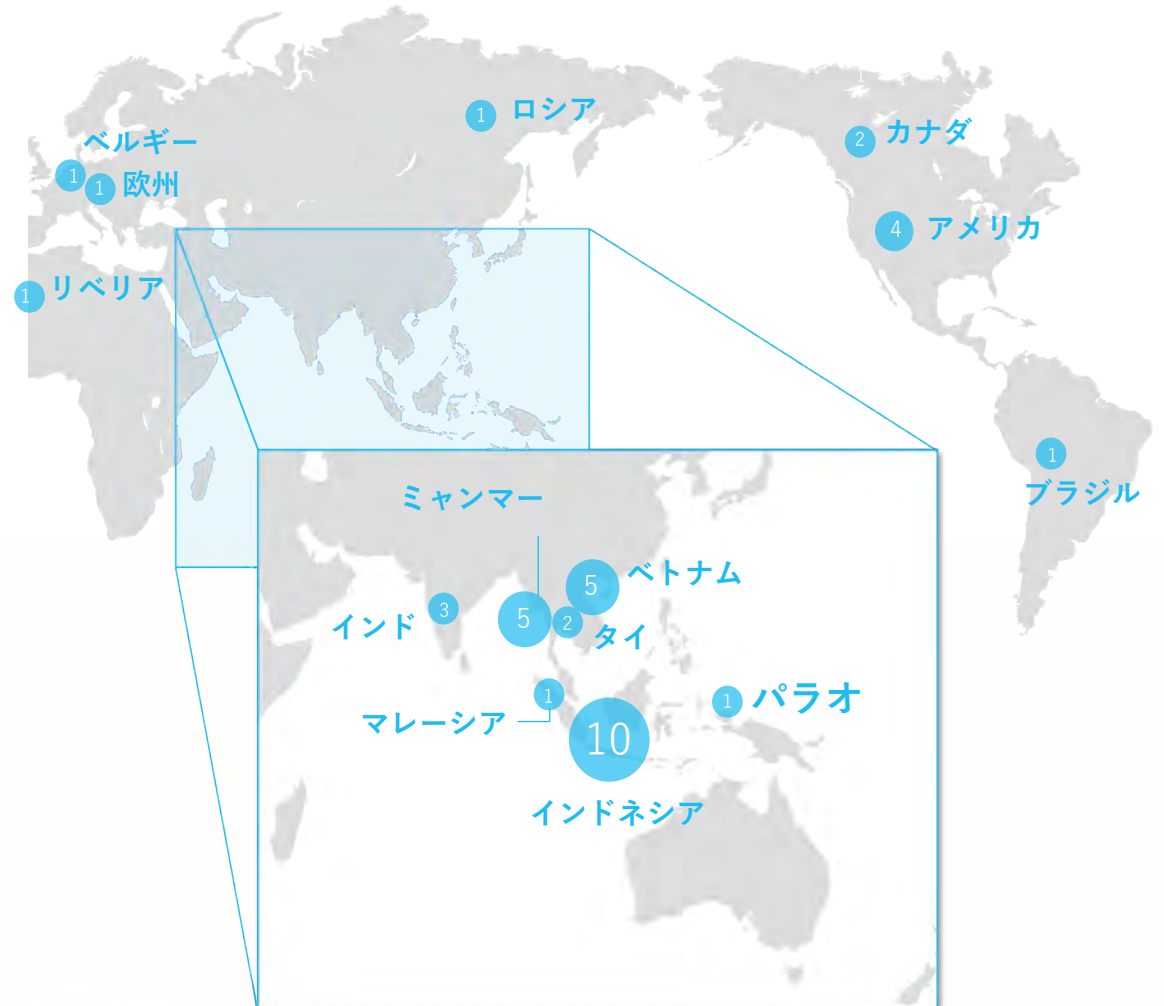 1 ロシア
2 カナダ
ベルギー
1
1 欧州
4 アメリカ
1 リベリア
1
ブラジル
ミャンマー
5 ベトナム
3
インド
5
2 タイ
1
マレーシア
1 パラオ
10
インドネシア